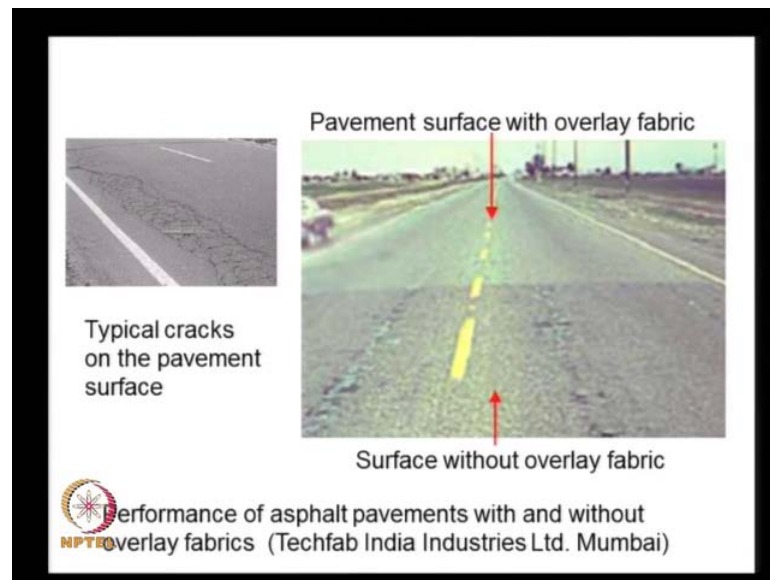 Pavement surface with overlay fabric
Typical cracks
on the pavement
surface
Surface without overlay fabric
Performance of asphalt pavements with and without
overlay fabrics (Techfab India Industries Ltd. Mumbai)
NPTEL